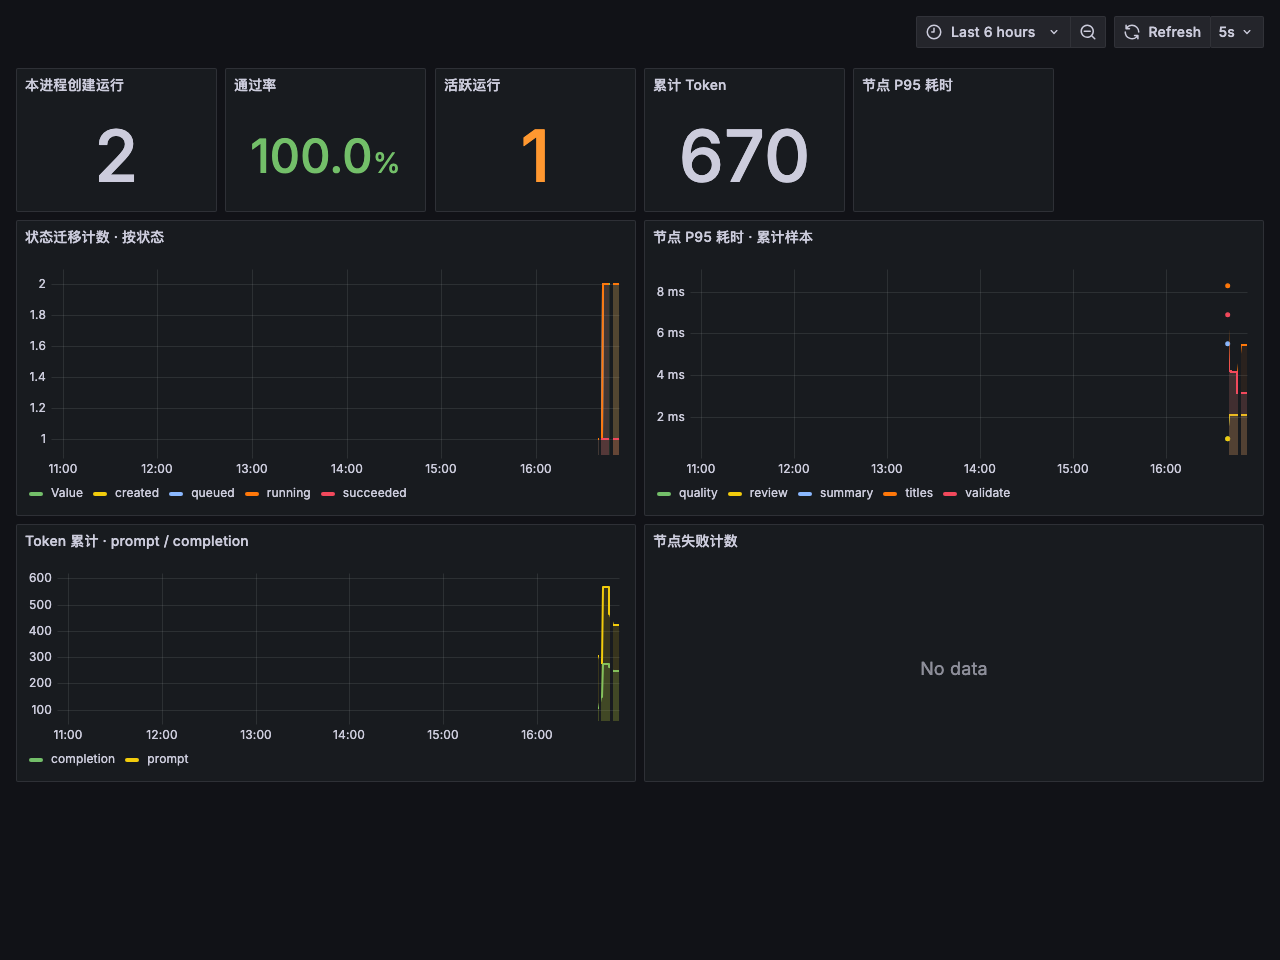 Last 6 hours
Refresh
5s
本进程创建运行
通过率
活跃运行
累计 Token
节点 P95 耗时
2
100.0%
1
670
状态迁移计数 · 按状态
2
1.8
1.6
1.4
1.2
1
11:00 12:00 13:00 14:00 15:00 16:00
Value created queued running succeeded
节点 P95 耗时 · 累计样本
8 ms
6 ms
4 ms
2 ms
11:00 12:00 13:00 14:00 15:00 16:00
quality review summary titles validate
Token 累计 · prompt / completion
600
500
400
300
200
100
11:00 12:00 13:00 14:00 15:00 16:00
completion prompt
节点失败计数
No data